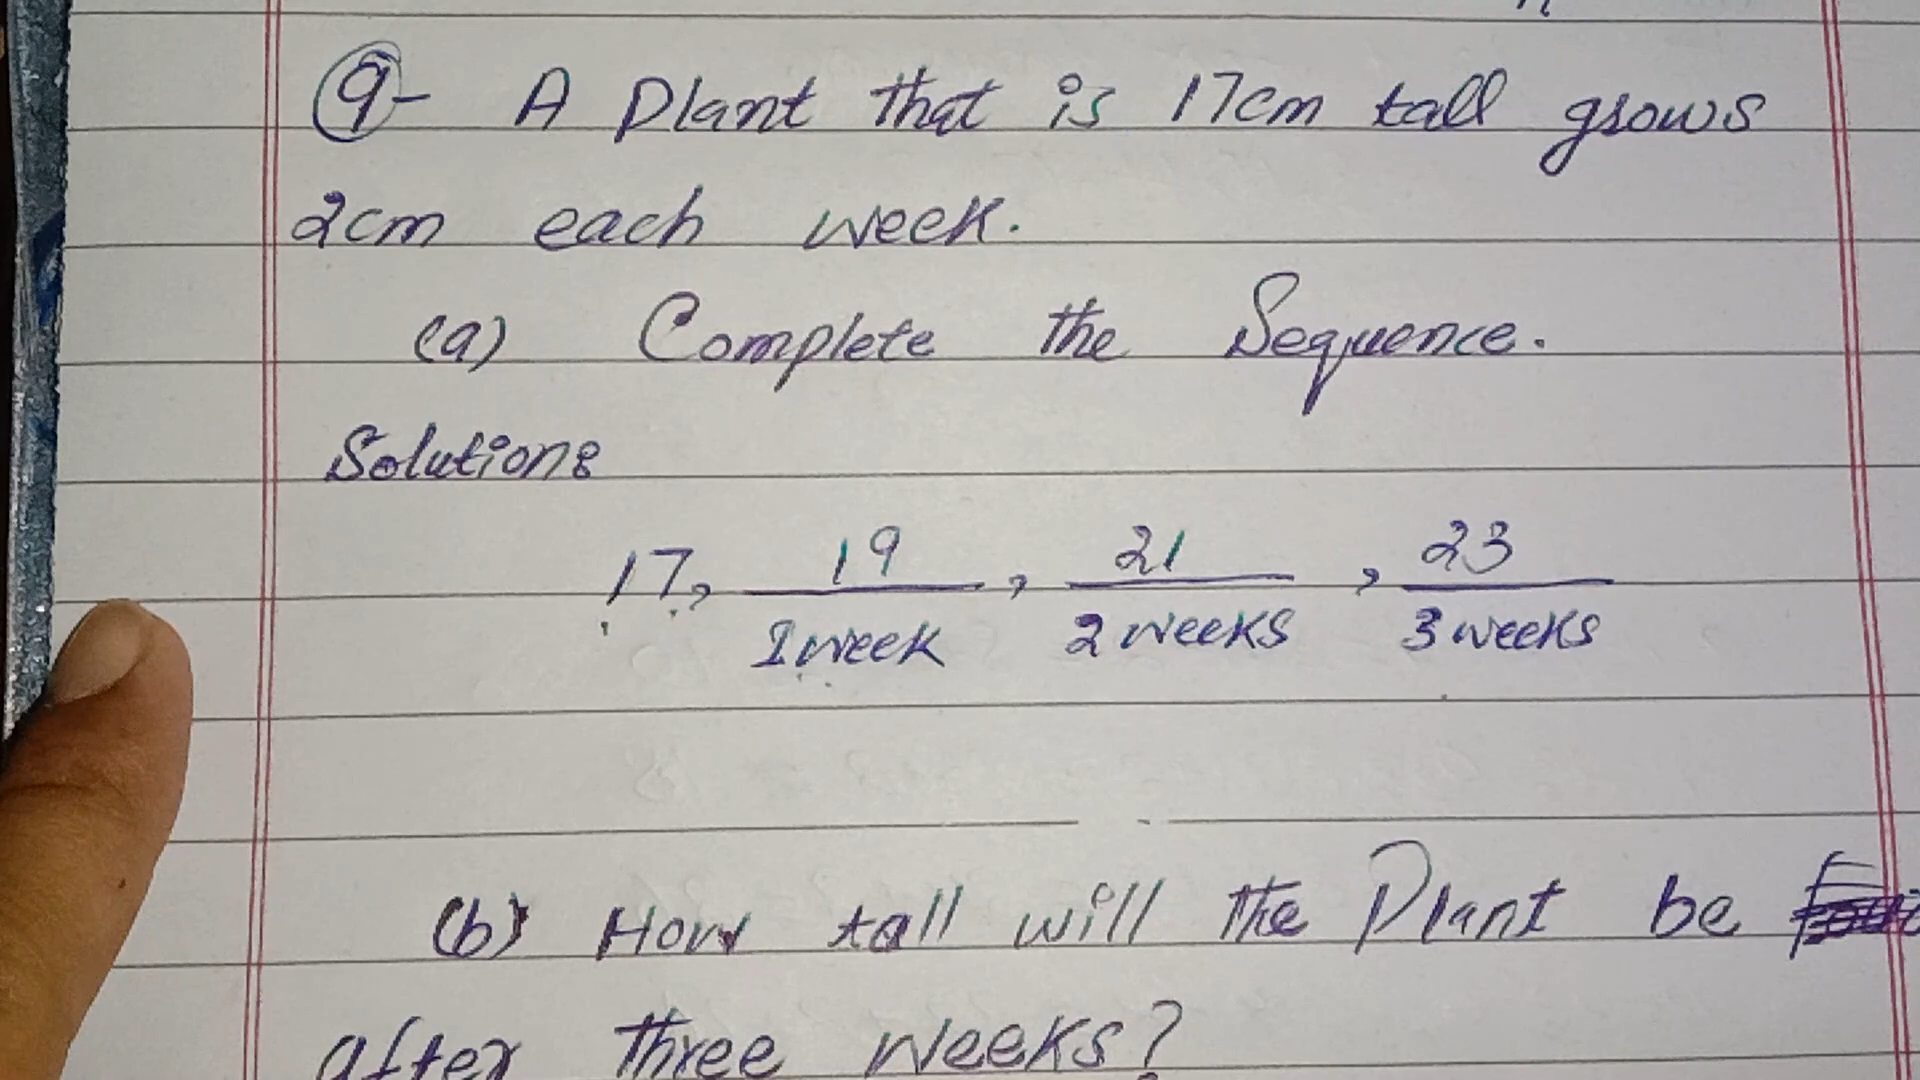 9- A Plant that is 17cm tall grows
2cm each week.
(a) Complete the Sequence.
Solutions
17, 19, 21, 23
1 week 2 weeks 3 weeks
(b) How tall will the Plant be
after three weeks?